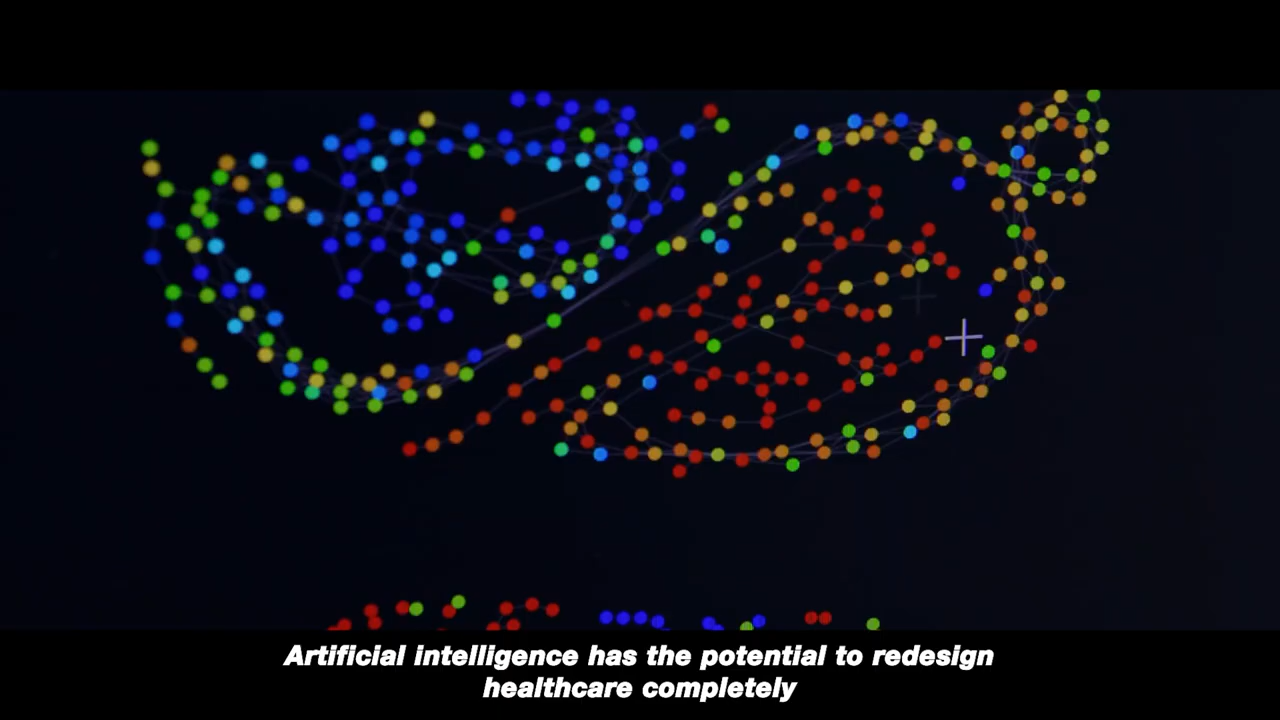 Artificial intelligence has the potential to redesign
healthcare completely